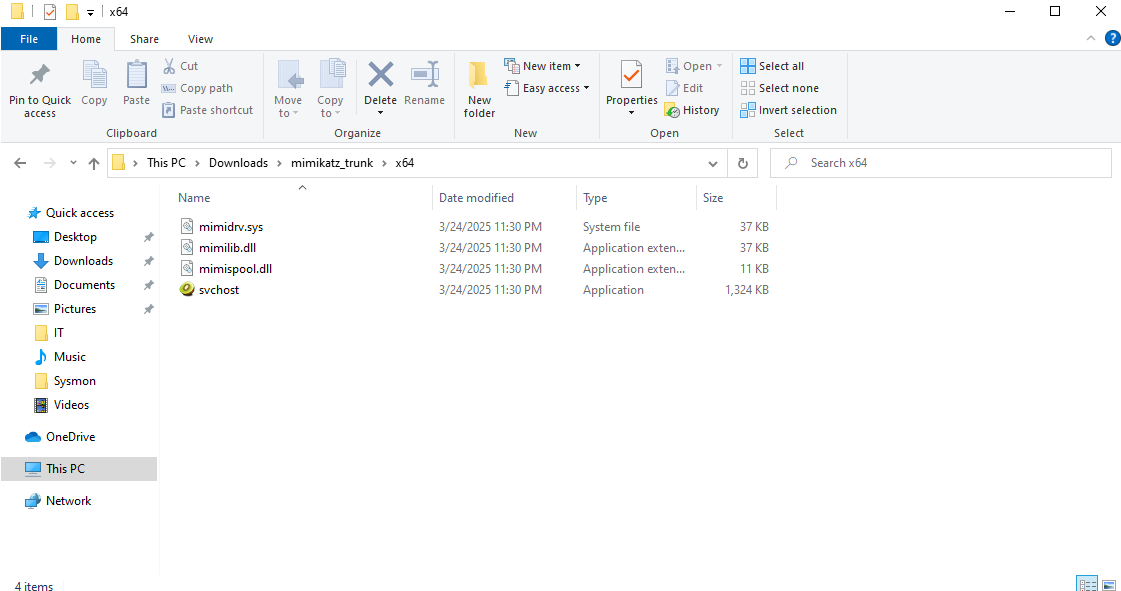 x64
File Home Share View
Pin to Quick access
Copy
Paste
Cut
Copy path
Paste shortcut
Clipboard
Move to
Copy to
Delete
Rename
Organize
New folder
New item
Easy access
New
Properties
Open
Edit
History
Open
Select all
Select none
Invert selection
Select
This PC > Downloads > mimikatz_trunk > x64
Search x64
Name Date modified Type Size
mimidrv.sys 3/24/2025 11:30 PM System file 37 KB
mimilib.dll 3/24/2025 11:30 PM Application exten... 37 KB
mimispool.dll 3/24/2025 11:30 PM Application exten... 11 KB
svchost 3/24/2025 11:30 PM Application 1,324 KB
Quick access
Desktop
Downloads
Documents
Pictures
IT
Music
Sysmon
Videos
OneDrive
This PC
Network
4 items